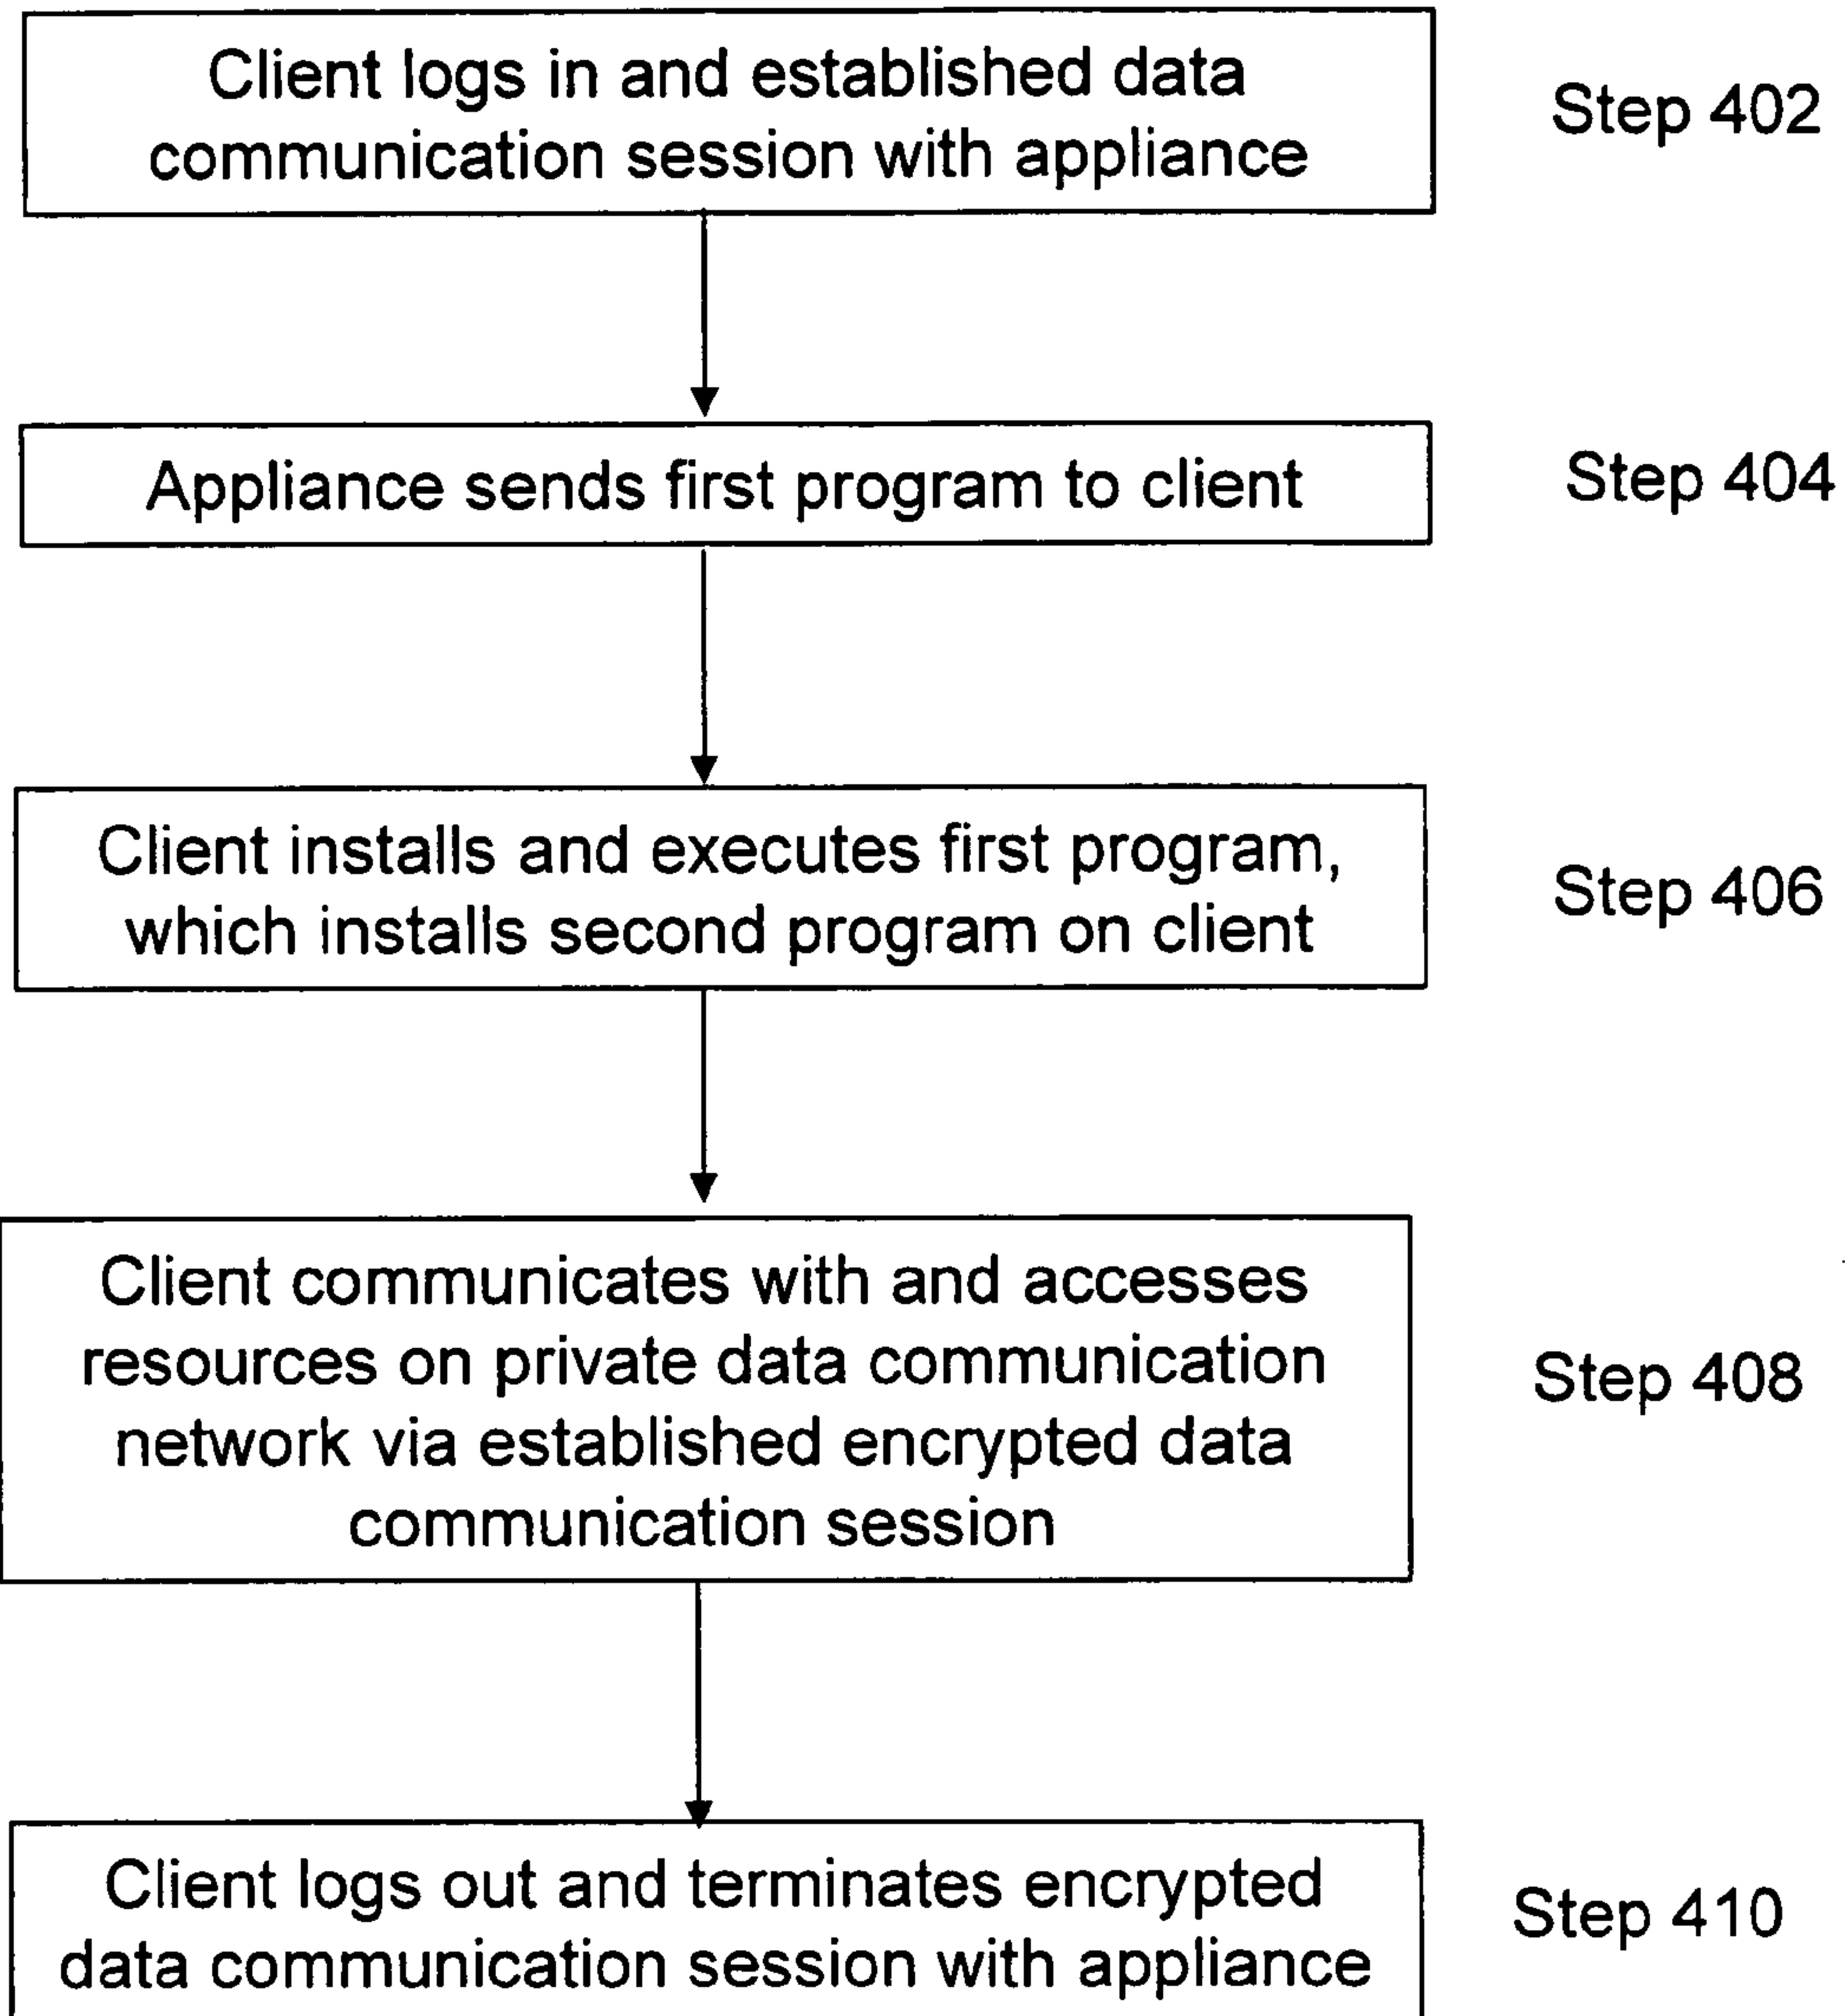 Client logs in and established data
communication session with appliance
Step 402
Appliance sends first program to client
Step 404
Client installs and executes first program,
which installs second program on client
Step 406
Client communicates with and accesses
resources on private data communication
network via established encrypted data
communication session
Step 408
Client logs out and terminates encrypted
data communication session with appliance
Step 410